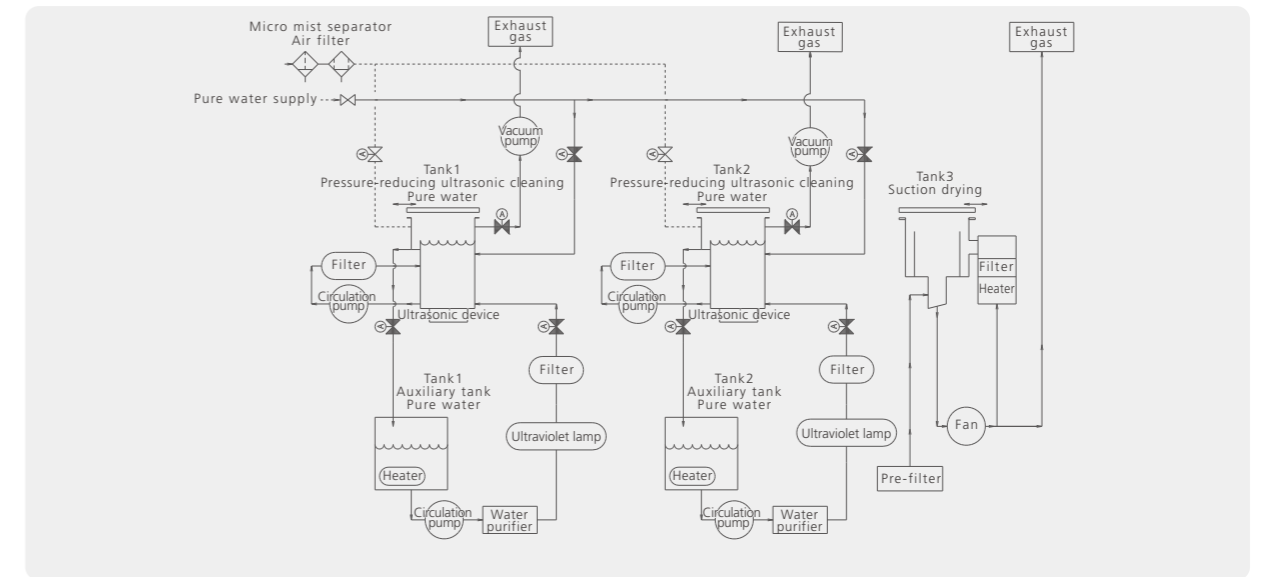 Micro mist separator
Air filter
Exhaust
gas
Exhaust
gas
Exhaust
gas
Pure water supply
Vacuum
pump
Vacuum
pump
A
A
A
A
Tank1
Pressure-reducing ultrasonic cleaning
Pure water
Tank2
Pressure-reducing ultrasonic cleaning
Pure water
Tank3
Suction drying
A
A
Filter
Filter
Filter
Heater
Circulation
pump
Circulation
pump
Ultrasonic device
Ultrasonic device
A
A
A
A
Filter
Filter
Tank1
Auxiliary tank
Pure water
Tank2
Auxiliary tank
Pure water
Ultraviolet lamp
Ultraviolet lamp
Fan
Heater
Heater
Pre-filter
Circulation
pump
Water
purifier
Circulation
pump
Water
purifier